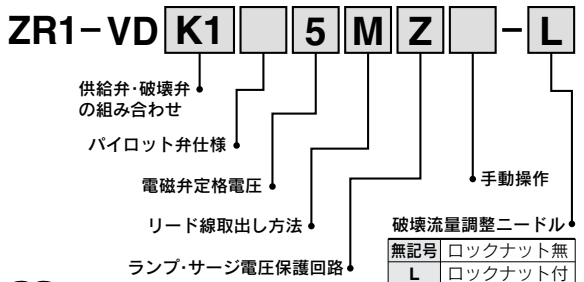 ZR1-VD K1 5 M Z - L
供給弁・破壊弁
の組み合わせ
パイロット弁仕様
電磁弁定格電圧
手動操作
リード線取出し方法
破壊流量調整ニードル
無記号 ロックナット無
ランプ・サージ電圧保護回路
L ロックナット付